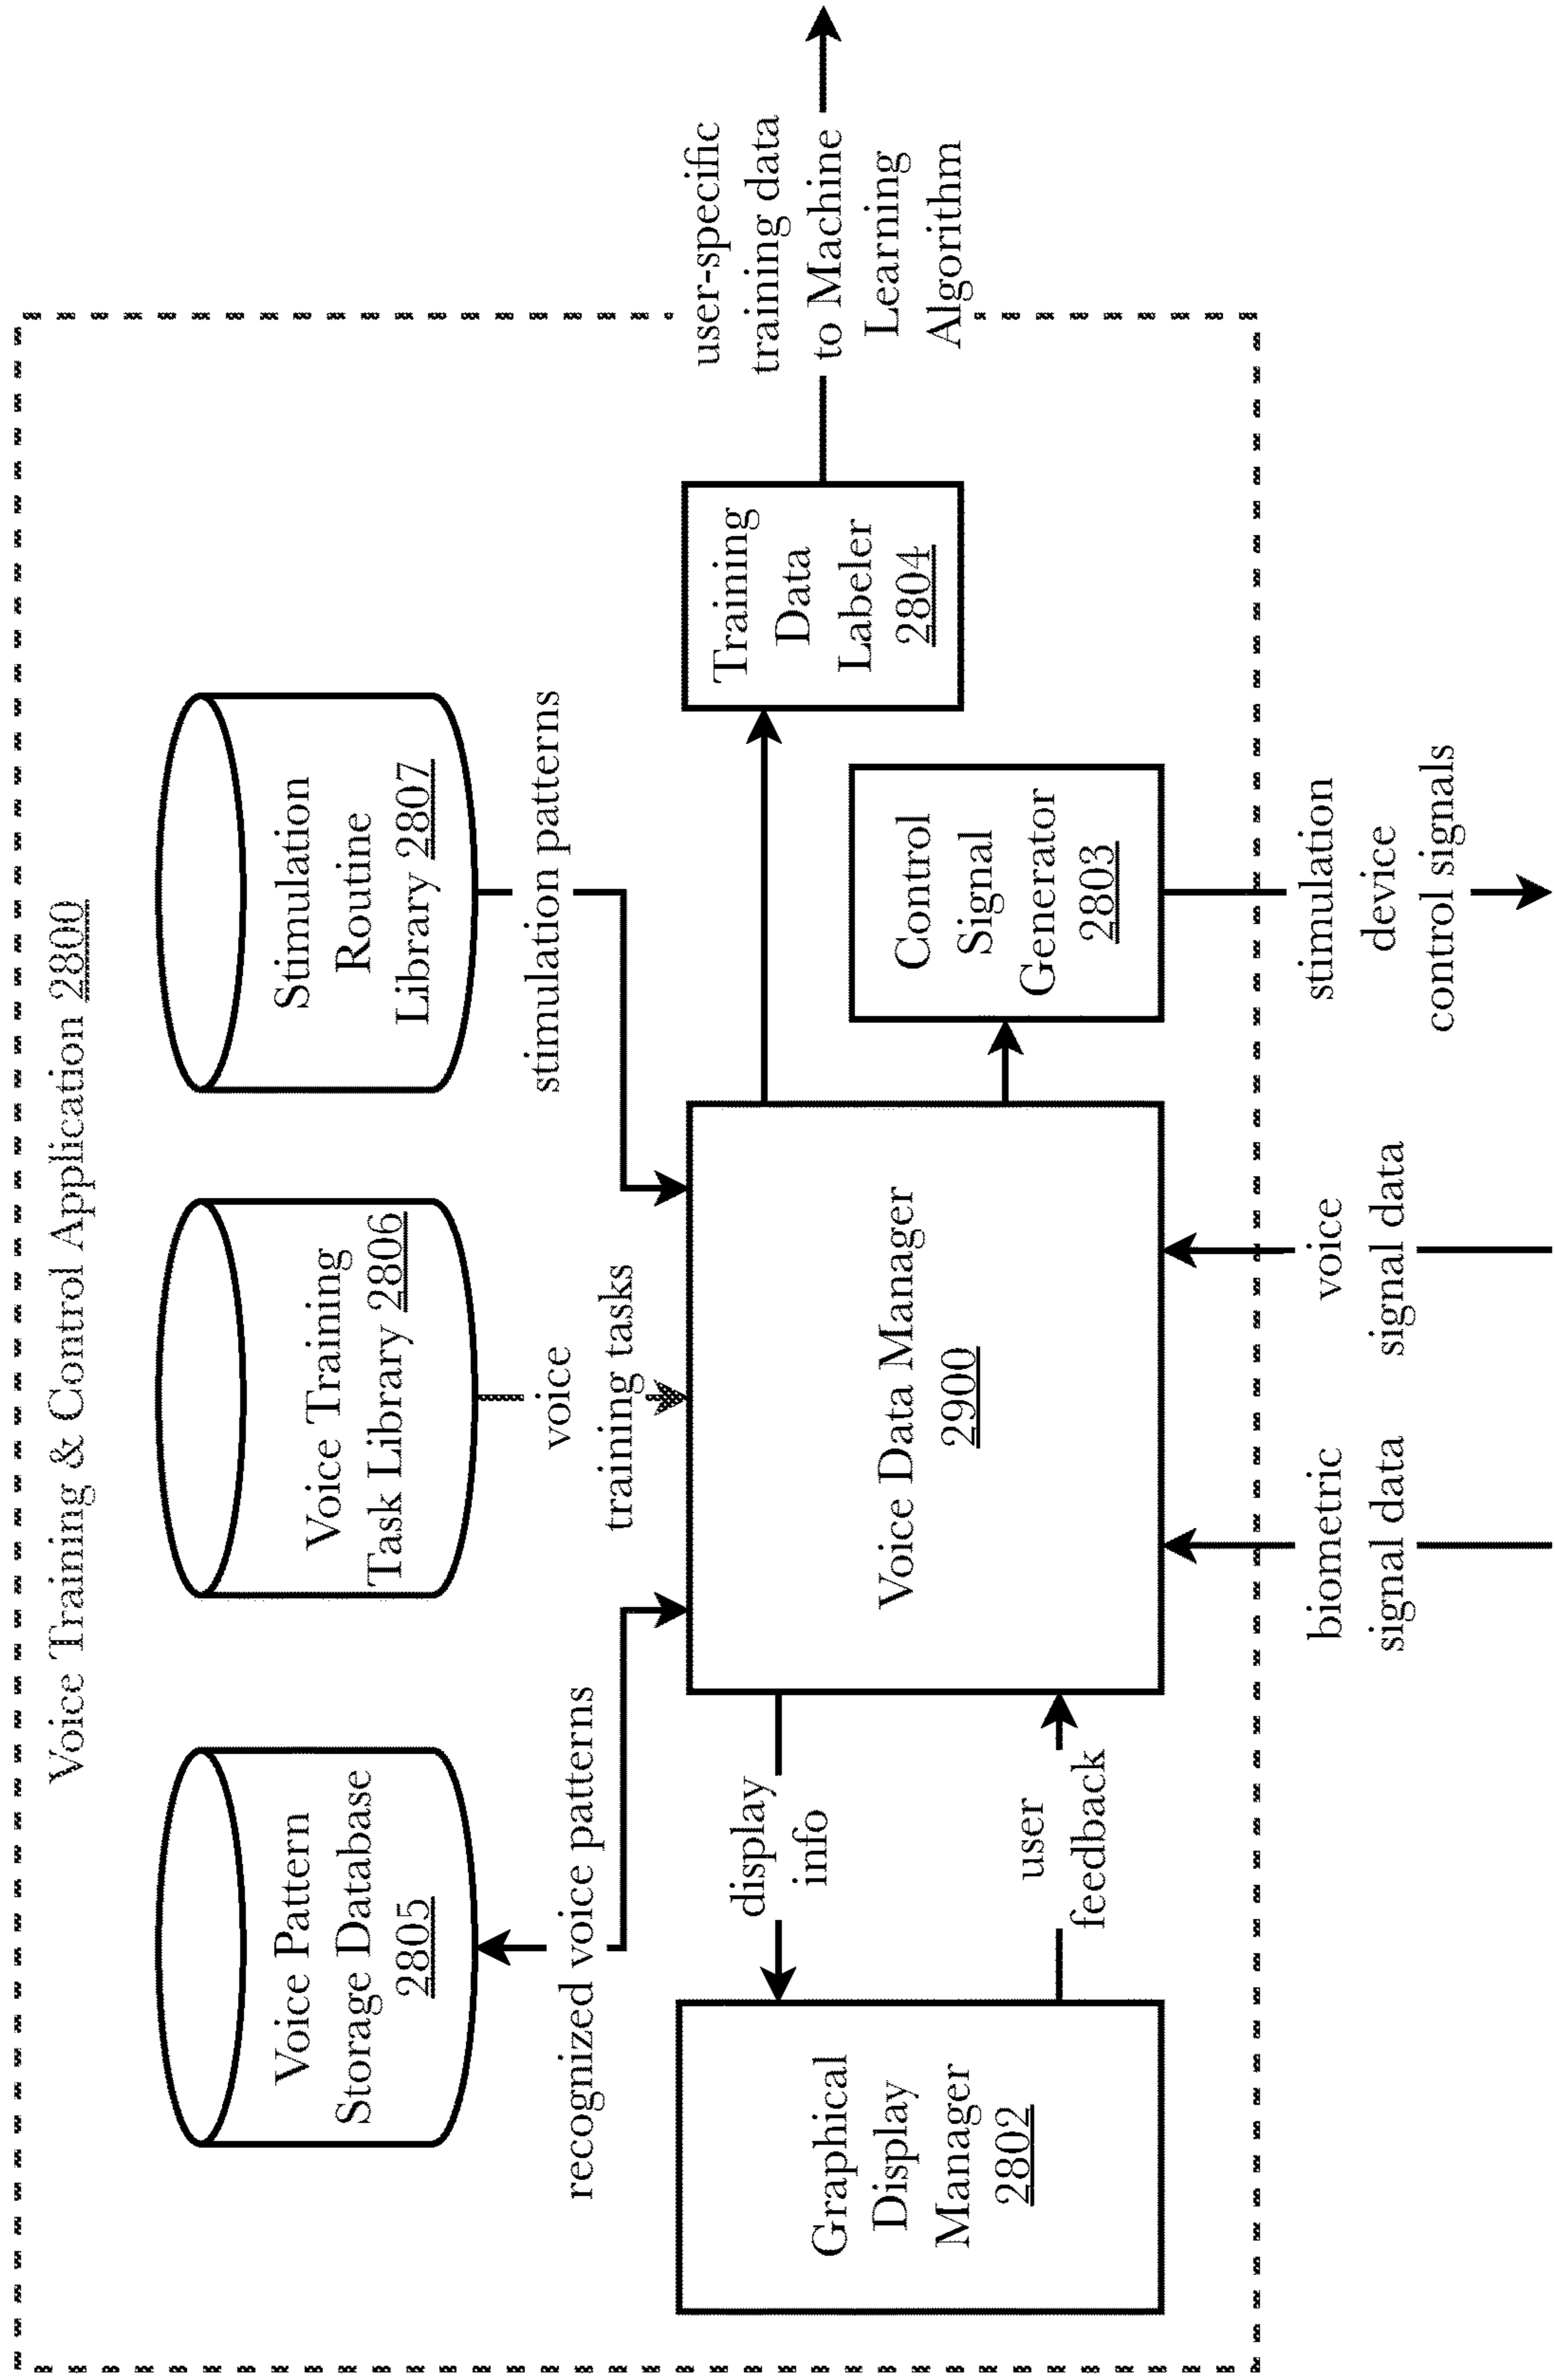 Voice Training & Control Application 2800
Voice Pattern
Storage Database
2805
Voice Training
Task Library 2806
Stimulation
Routine
Library 2807
recognized voice patterns
voice
training tasks
stimulation patterns
Graphical
Display
Manager
2802
display
info
user
feedback
Voice Data Manager
2900
Control
Signal
Generator
2803
Training
Data
Labeler
2804
user-specific
training data
to Machine
Learning
Algorithm
biometric
signal data
voice
signal data
stimulation
device
control signals